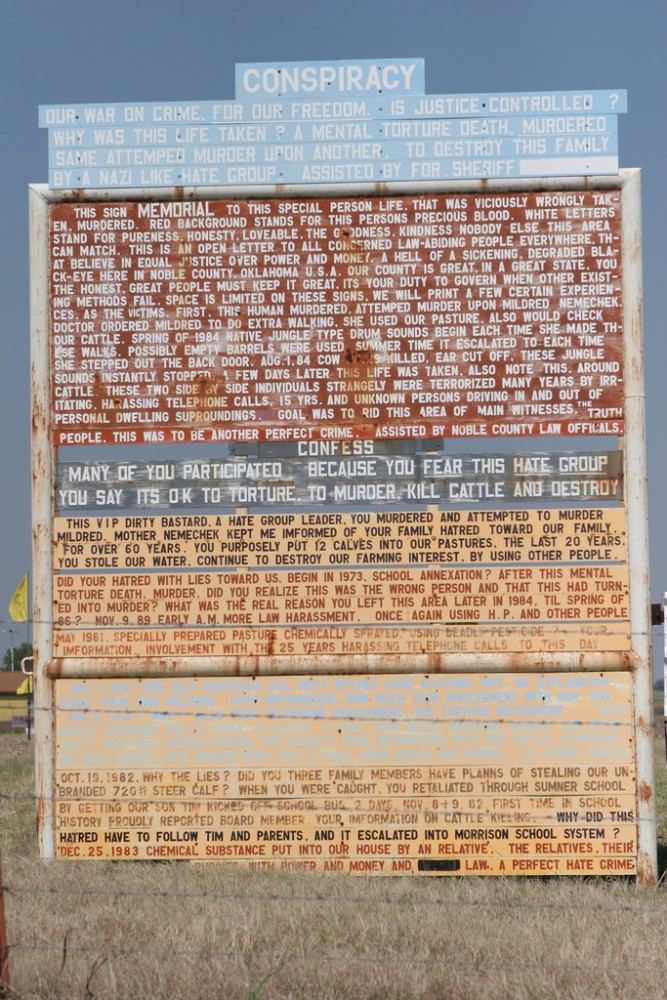 CONSPIRACY
OUR WAR ON CRIME. FOR OUR FREEDOM. IS JUSTICE CONTROLLED ?
WHY WAS THIS LIFE TAKEN ? A MENTAL TORTURE DEATH. MURDERED
SAME ATTEMPED MURDER UPON ANOTHER. TO DESTROY THIS FAMILY
BY A NAZI LIKE HATE GROUP. ASSISTED BY FOR. SHERIFF
THIS SIGN MEMORIAL TO THIS SPECIAL PERSON LIFE. THAT WAS VICIOUSLY WRONGLY TAK-
EN. MURDERED. RED BACKGROUND STANDS FOR THIS PERSONS PRECIOUS BLOOD. WHITE LETTERS
STAND FOR PURENESS. HONESTY. LOVEABLE. THE GOODNESS. KINDNESS NOBODY ELSE THIS AREA
CAN MATCH. THIS IS AN OPEN LETTER TO ALL CONCERNED LAW-ABIDING PEOPLE EVERYWHERE. TH-
AT BELIEVE IN EQUAL JUSTICE OVER POWER AND MONEY. A HELL OF A SICKENING. DEGRADED BLA-
CK-EYE HERE IN NOBLE COUNTY. OKLAHOMA U.S.A. OUR COUNTY IS GREAT. IN A GREAT STATE. YOU
THE HONEST. GREAT PEOPLE MUST KEEP IT GREAT. ITS YOUR DUTY TO GOVERN WHEN OTHER EXIST-
ING METHODS FAIL. SPACE IS LIMITED ON THESE SIGNS. WE WILL PRINT A FEW CERTAIN EXPERIEN-
CES. AS THE VICTIMS. FIRST. THIS HUMAN MURDERED. ATTEMPED MURDER UPON MILDRED NEMECHEK.
DOCTOR ORDERED MILDRED TO DO EXTRA WALKING. SHE USED OUR PASTURE. ALSO WOULD CHECK
OUR CATTLE. SPRING OF 1984 NATIVE JUNGLE TYPE DRUM SOUNDS BEGIN EACH TIME SHE MADE TH-
ESE WALKS. POSSIBLY EMPTY BARRELS WERE USED. SUMMER TIME IT ESCALATED TO EACH TIME
SHE STEPPED OUT THE BACK DOOR. AUG.1.84 COW KILLED. EAR CUT OFF. THESE JUNGLE
SOUNDS INSTANTLY STOPPED. A FEW DAYS LATER THIS LIFE WAS TAKEN. ALSO NOTE THIS. AROUND
CATTLE. THESE TWO SIDE BY SIDE INDIVIDUALS STRANGELY WERE TERRORIZED MANY YEARS BY IRR-
ITATING. HARASSING TELEPHONE CALLS. 15 YRS. AND UNKNOWN PERSONS DRIVING IN AND OUT OF
PERSONAL DWELLING SURROUNDINGS. GOAL WAS TO RID THIS AREA OF MAIN WITNESSES. THE TRUTH
PEOPLE. THIS WAS TO BE ANOTHER PERFECT CRIME. ASSISTED BY NOBLE COUNTY LAW OFFICALS.
CONFESS
MANY OF YOU PARTICIPATED BECAUSE YOU FEAR THIS HATE GROUP
YOU SAY ITS O K TO TORTURE. TO MURDER. KILL CATTLE AND DESTROY
THIS V I P DIRTY BASTARD. A HATE GROUP LEADER. YOU MURDERED AND ATTEMPTED TO MURDER
MILDRED. MOTHER NEMECHEK KEPT ME INFORMED OF YOUR FAMILY HATRED TOWARD OUR FAMILY.
FOR OVER 60 YEARS. YOU PURPOSELY PUT 12 CALVES INTO OUR PASTURES. THE LAST 20 YEARS.
YOU STOLE OUR WATER. CONTINUE TO DESTROY OUR FARMING INTEREST. BY USING OTHER PEOPLE.
DID YOUR HATRED WITH LIES TOWARD US. BEGIN IN 1973. SCHOOL ANNEXATION? AFTER THIS MENTAL
TORTURE DEATH. MURDER. DID YOU REALIZE THIS WAS THE WRONG PERSON AND THAT THIS HAD TURN-
ED INTO MURDER? WHAT WAS THE REAL REASON YOU LEFT THIS AREA LATER IN 1984. TIL SPRING OF
86? NOV. 9. 89 EARLY A.M. MORE LAW HARASSMENT. ONCE AGAIN USING H.P. AND OTHER PEOPLE
MAY 1981. SPECIALLY PREPARED PASTURE CHEMICALLY SPRAYED. USING DEADLY PESTICIDE ? YOUR
INFORMATION. INVOLVEMENT WITH THE 25 YEARS HARASSING TELEPHONE CALLS TO THIS DAY
OCT. 19. 1982. WHY THE LIES ? DID YOU THREE FAMILY MEMBERS HAVE PLANNS OF STEALING OUR UN-
BRANDED 720# STEER CALF ? WHEN YOU WERE CAUGHT. YOU RETALIATED THROUGH SUMNER SCHOOL
BY GETTING OUR SON TIM KICKED OFF SCHOOL BUS. 2 DAYS. NOV. 8+9. 82. FIRST TIME IN SCHOOL
HISTORY PROUDLY REPORTED BOARD MEMBER. YOUR INFORMATION ON CATTLE KILLING. WHY DID THIS
HATRED HAVE TO FOLLOW TIM AND PARENTS. AND IT ESCALATED INTO MORRISON SCHOOL SYSTEM ?
DEC. 25. 1983 CHEMICAL SUBSTANCE PUT INTO OUR HOUSE BY AN RELATIVE. THE RELATIVES. THEIR
WITH POWER AND MONEY AND LAW. A PERFECT HATE CRIME